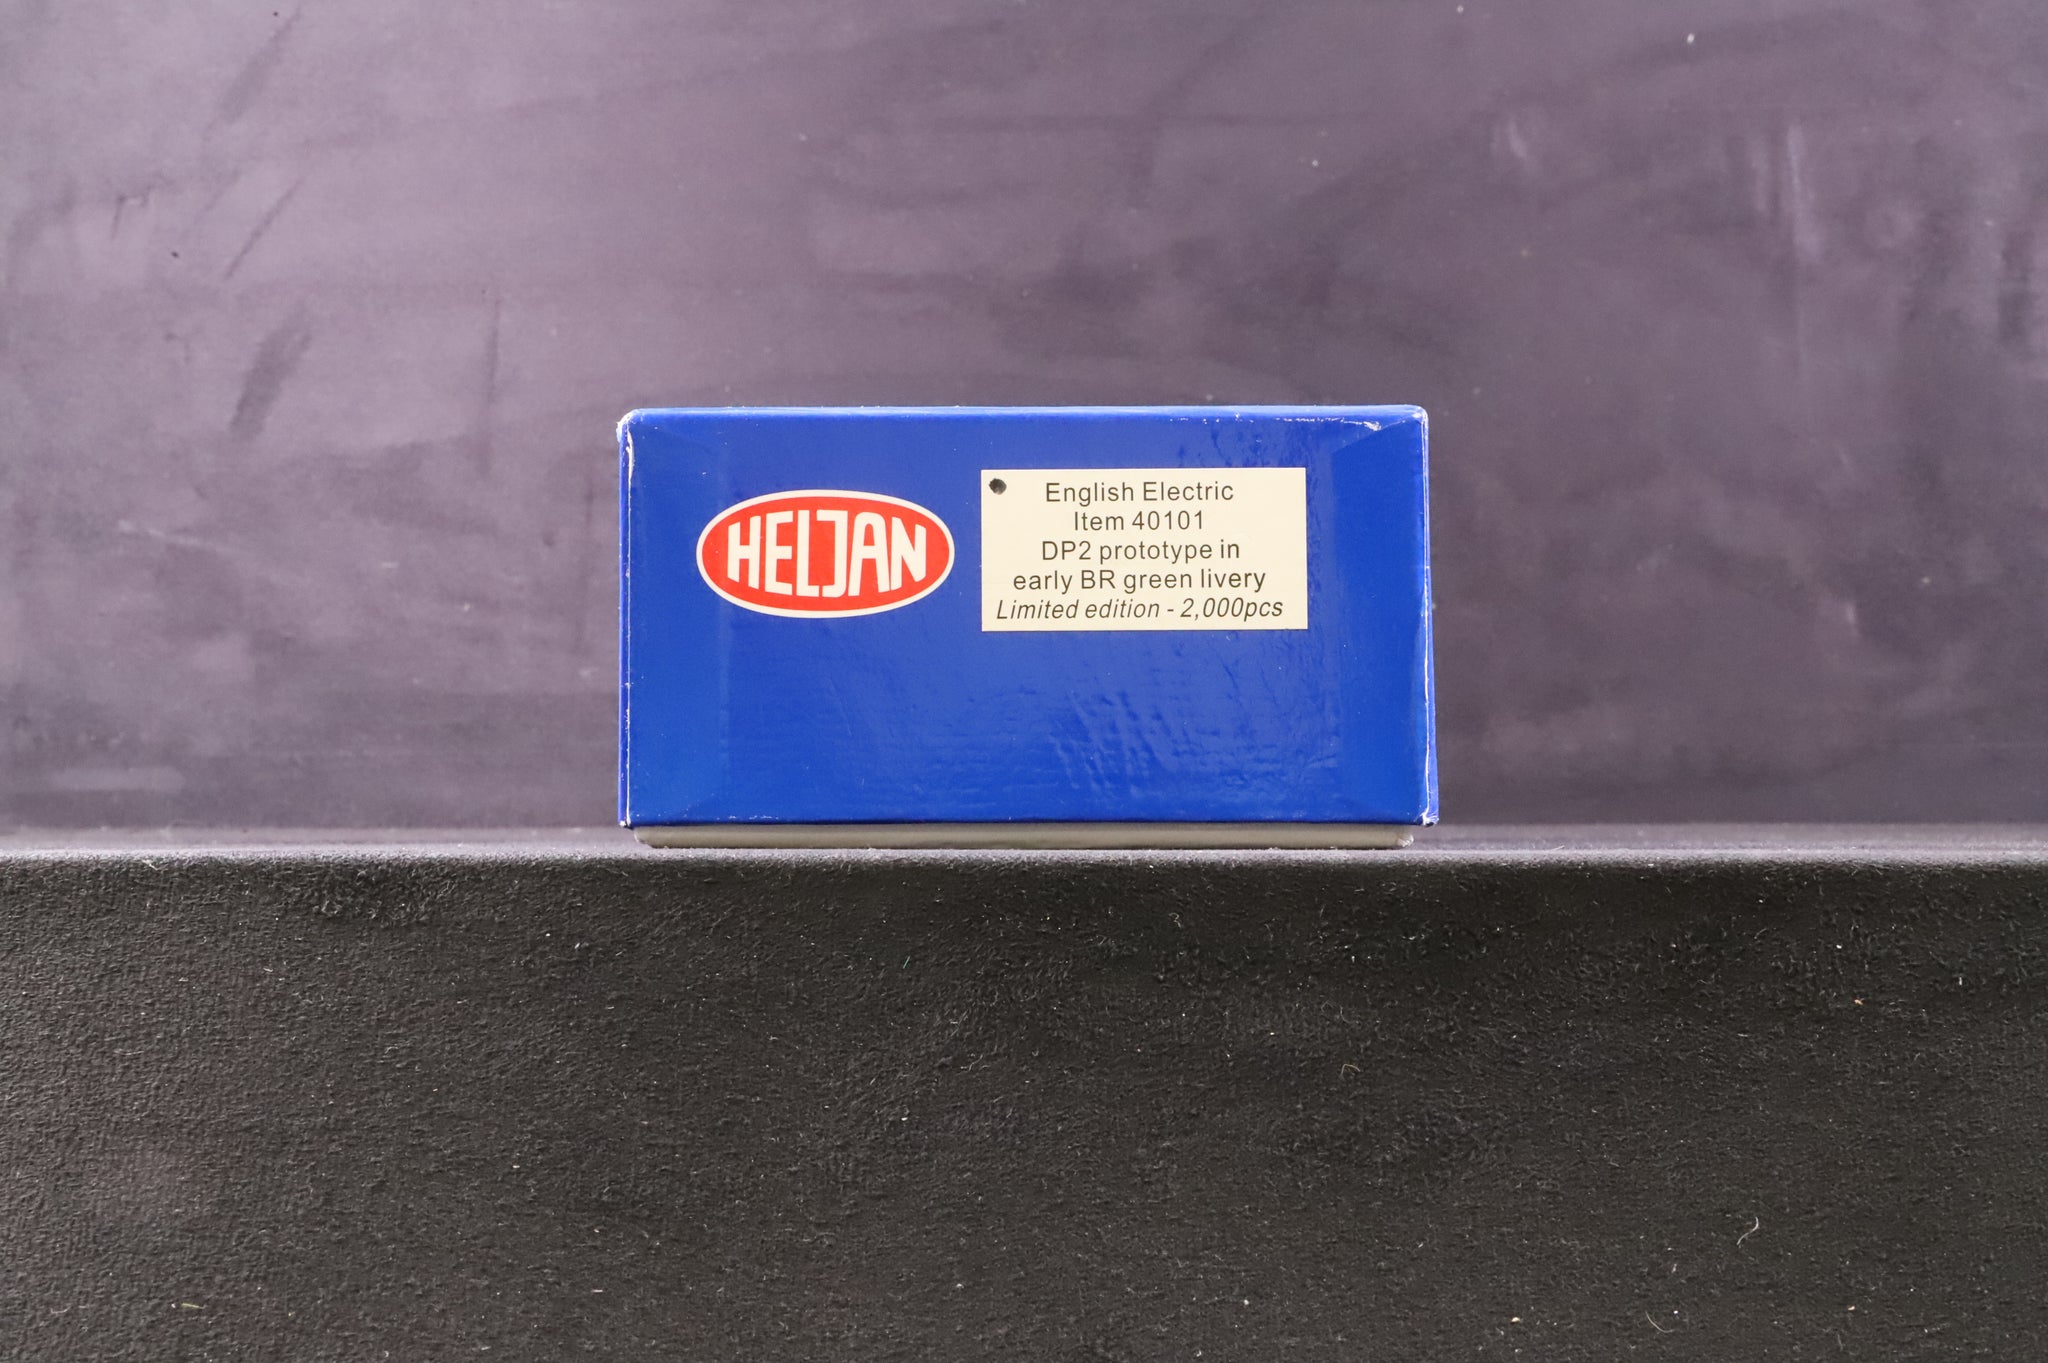 HELJAN
English Electric
Item 40101
DP2 prototype in
early BR green livery
Limited edition - 2,000pcs